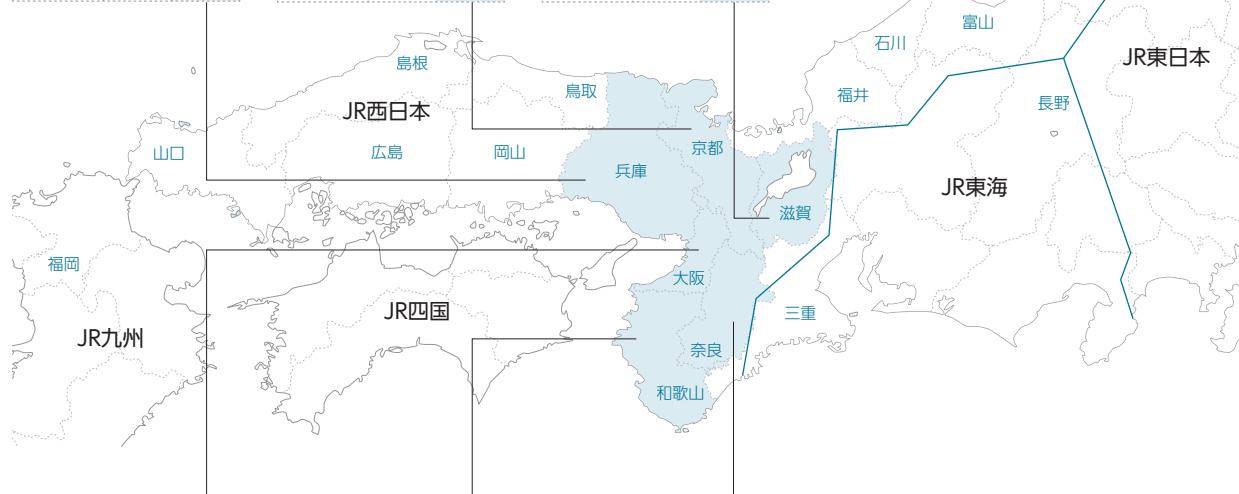 富山
石川
JR東日本
島根
鳥取
福井
長野
JR西日本
山口
広島
岡山
京都
兵庫
JR東海
滋賀
福岡
大阪
JR四国
三重
JR九州
奈良
和歌山